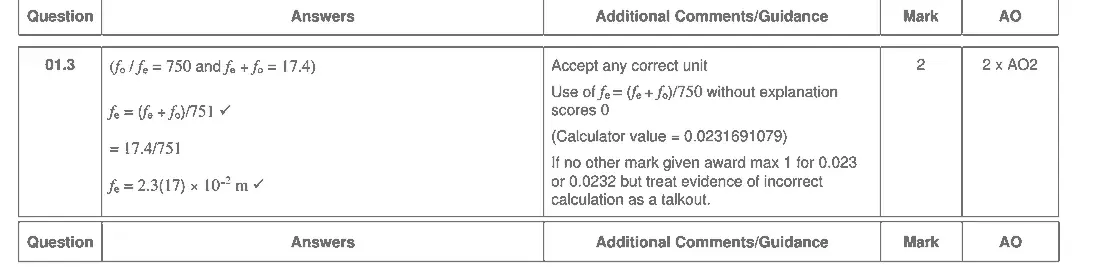 Question Answers Additional Comments/Guidance Mark AO
01.3 (fₒ / fₑ = 750 and fₑ + fₒ = 17.4) Accept any correct unit 2 2 x AO2
Use of fₑ = (fₑ + fₒ)/750 without explanation
scores 0
fₑ = (fₑ + fₒ)/751 ✓
(Calculator value = 0.0231691079)
= 17.4/751
If no other mark given award max 1 for 0.023
or 0.0232 but treat evidence of incorrect
calculation as a talkout.
fₑ = 2.3(17) × 10⁻² m ✓
Question Answers Additional Comments/Guidance Mark AO